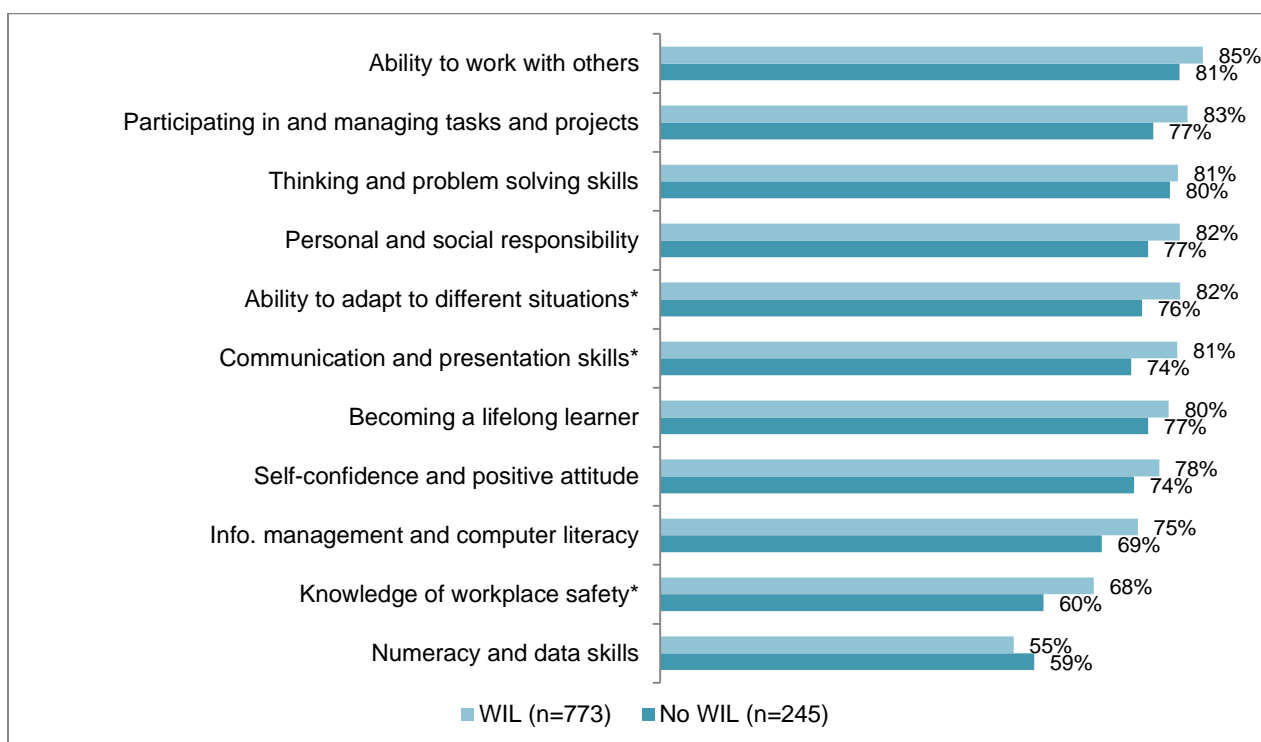 Ability to work with others
85%
81%
Participating in and managing tasks and projects
83%
77%
Thinking and problem solving skills
81%
80%
Personal and social responsibility
82%
77%
Ability to adapt to different situations*
82%
76%
Communication and presentation skills*
81%
74%
Becoming a lifelong learner
80%
77%
Self-confidence and positive attitude
78%
74%
Info. management and computer literacy
75%
69%
Knowledge of workplace safety*
68%
60%
Numeracy and data skills
55%
59%
WIL (n=773) No WIL (n=245)